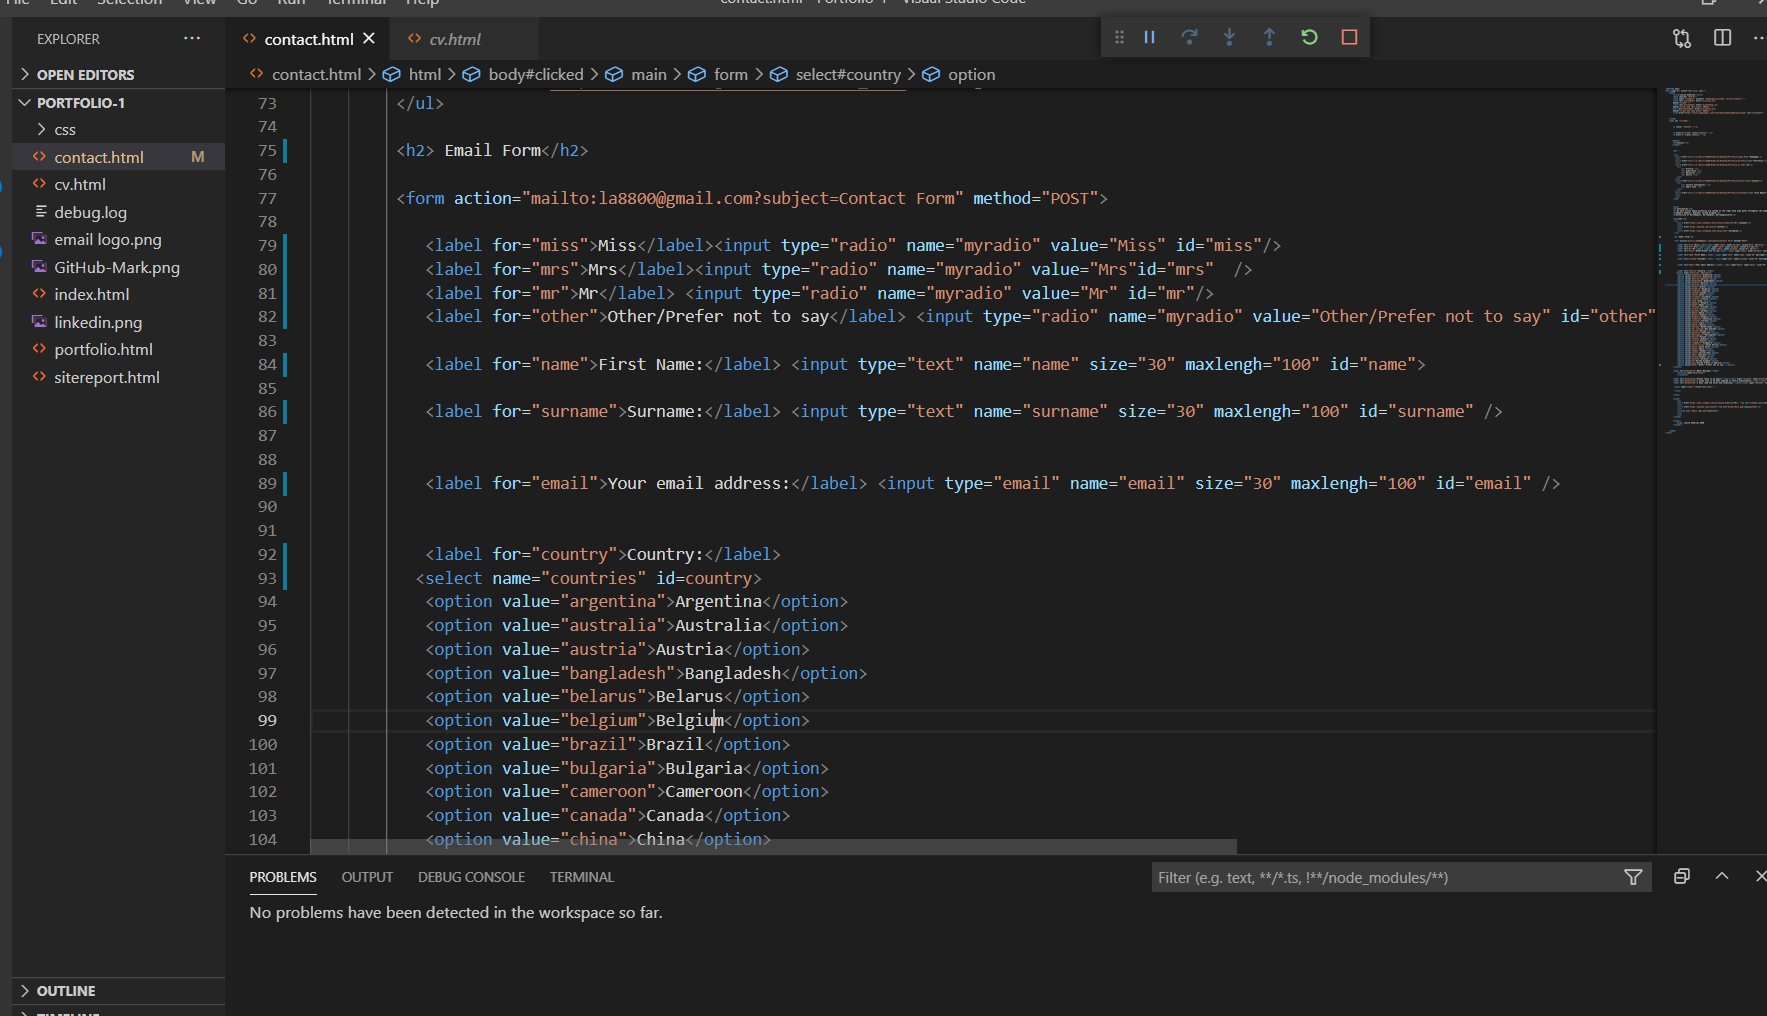 File Edit Selection View Go Run Terminal Help
contact.html - Portfolio-1 - Visual Studio Code
EXPLORER
OPEN EDITORS
PORTFOLIO-1
css
contact.html M
cv.html
debug.log
email logo.png
GitHub-Mark.png
index.html
linkedin.png
portfolio.html
sitereport.html
OUTLINE
TIMELINE
contact.html
cv.html
contact.html > html > body#clicked > main > form > select#country > option
73 </ul>
74
75 <h2> Email Form</h2>
76
77 <form action="mailto:la8800@gmail.com?subject=Contact Form" method="POST">
78
79 <label for="miss">Miss</label><input type="radio" name="myradio" value="Miss" id="miss"/>
80 <label for="mrs">Mrs</label><input type="radio" name="myradio" value="Mrs"id="mrs"  />
81 <label for="mr">Mr</label> <input type="radio" name="myradio" value="Mr" id="mr"/>
82 <label for="other">Other/Prefer not to say</label> <input type="radio" name="myradio" value="Other/Prefer not to say" id="other"
83
84 <label for="name">First Name:</label> <input type="text" name="name" size="30" maxlengh="100" id="name">
85
86 <label for="surname">Surname:</label> <input type="text" name="surname" size="30" maxlengh="100" id="surname" />
87
88
89 <label for="email">Your email address:</label> <input type="email" name="email" size="30" maxlengh="100" id="email" />
90
91
92 <label for="country">Country:</label>
93 <select name="countries" id=country>
94 <option value="argentina">Argentina</option>
95 <option value="australia">Australia</option>
96 <option value="austria">Austria</option>
97 <option value="bangladesh">Bangladesh</option>
98 <option value="belarus">Belarus</option>
99 <option value="belgium">Belgium</option>
100 <option value="brazil">Brazil</option>
101 <option value="bulgaria">Bulgaria</option>
102 <option value="cameroon">Cameroon</option>
103 <option value="canada">Canada</option>
104 <option value="china">China</option>
PROBLEMS OUTPUT DEBUG CONSOLE TERMINAL
Filter (e.g. text, **/*.ts, !**/node_modules/**)
No problems have been detected in the workspace so far.